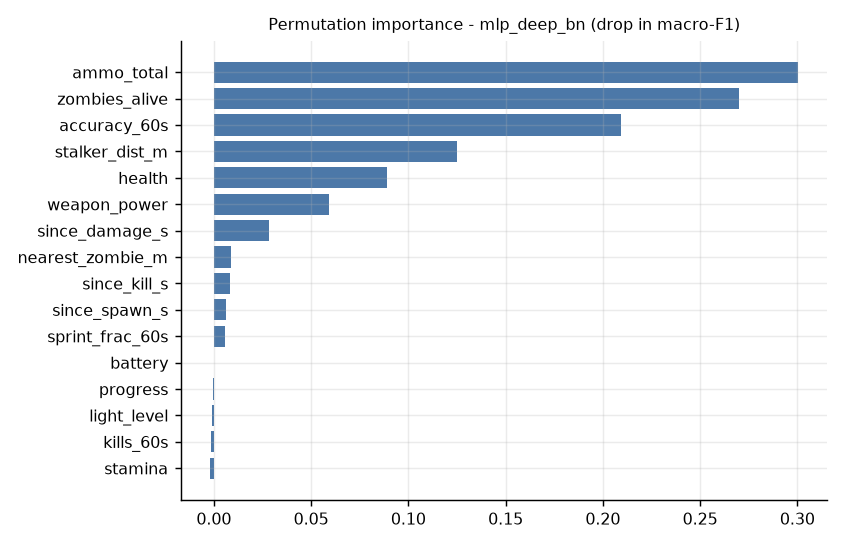 Permutation importance - mlp_deep_bn (drop in macro-F1)
ammo_total
zombies_alive
accuracy_60s
stalker_dist_m
health
weapon_power
since_damage_s
nearest_zombie_m
since_kill_s
since_spawn_s
sprint_frac_60s
battery
progress
light_level
kills_60s
stamina
0.00 0.05 0.10 0.15 0.20 0.25 0.30